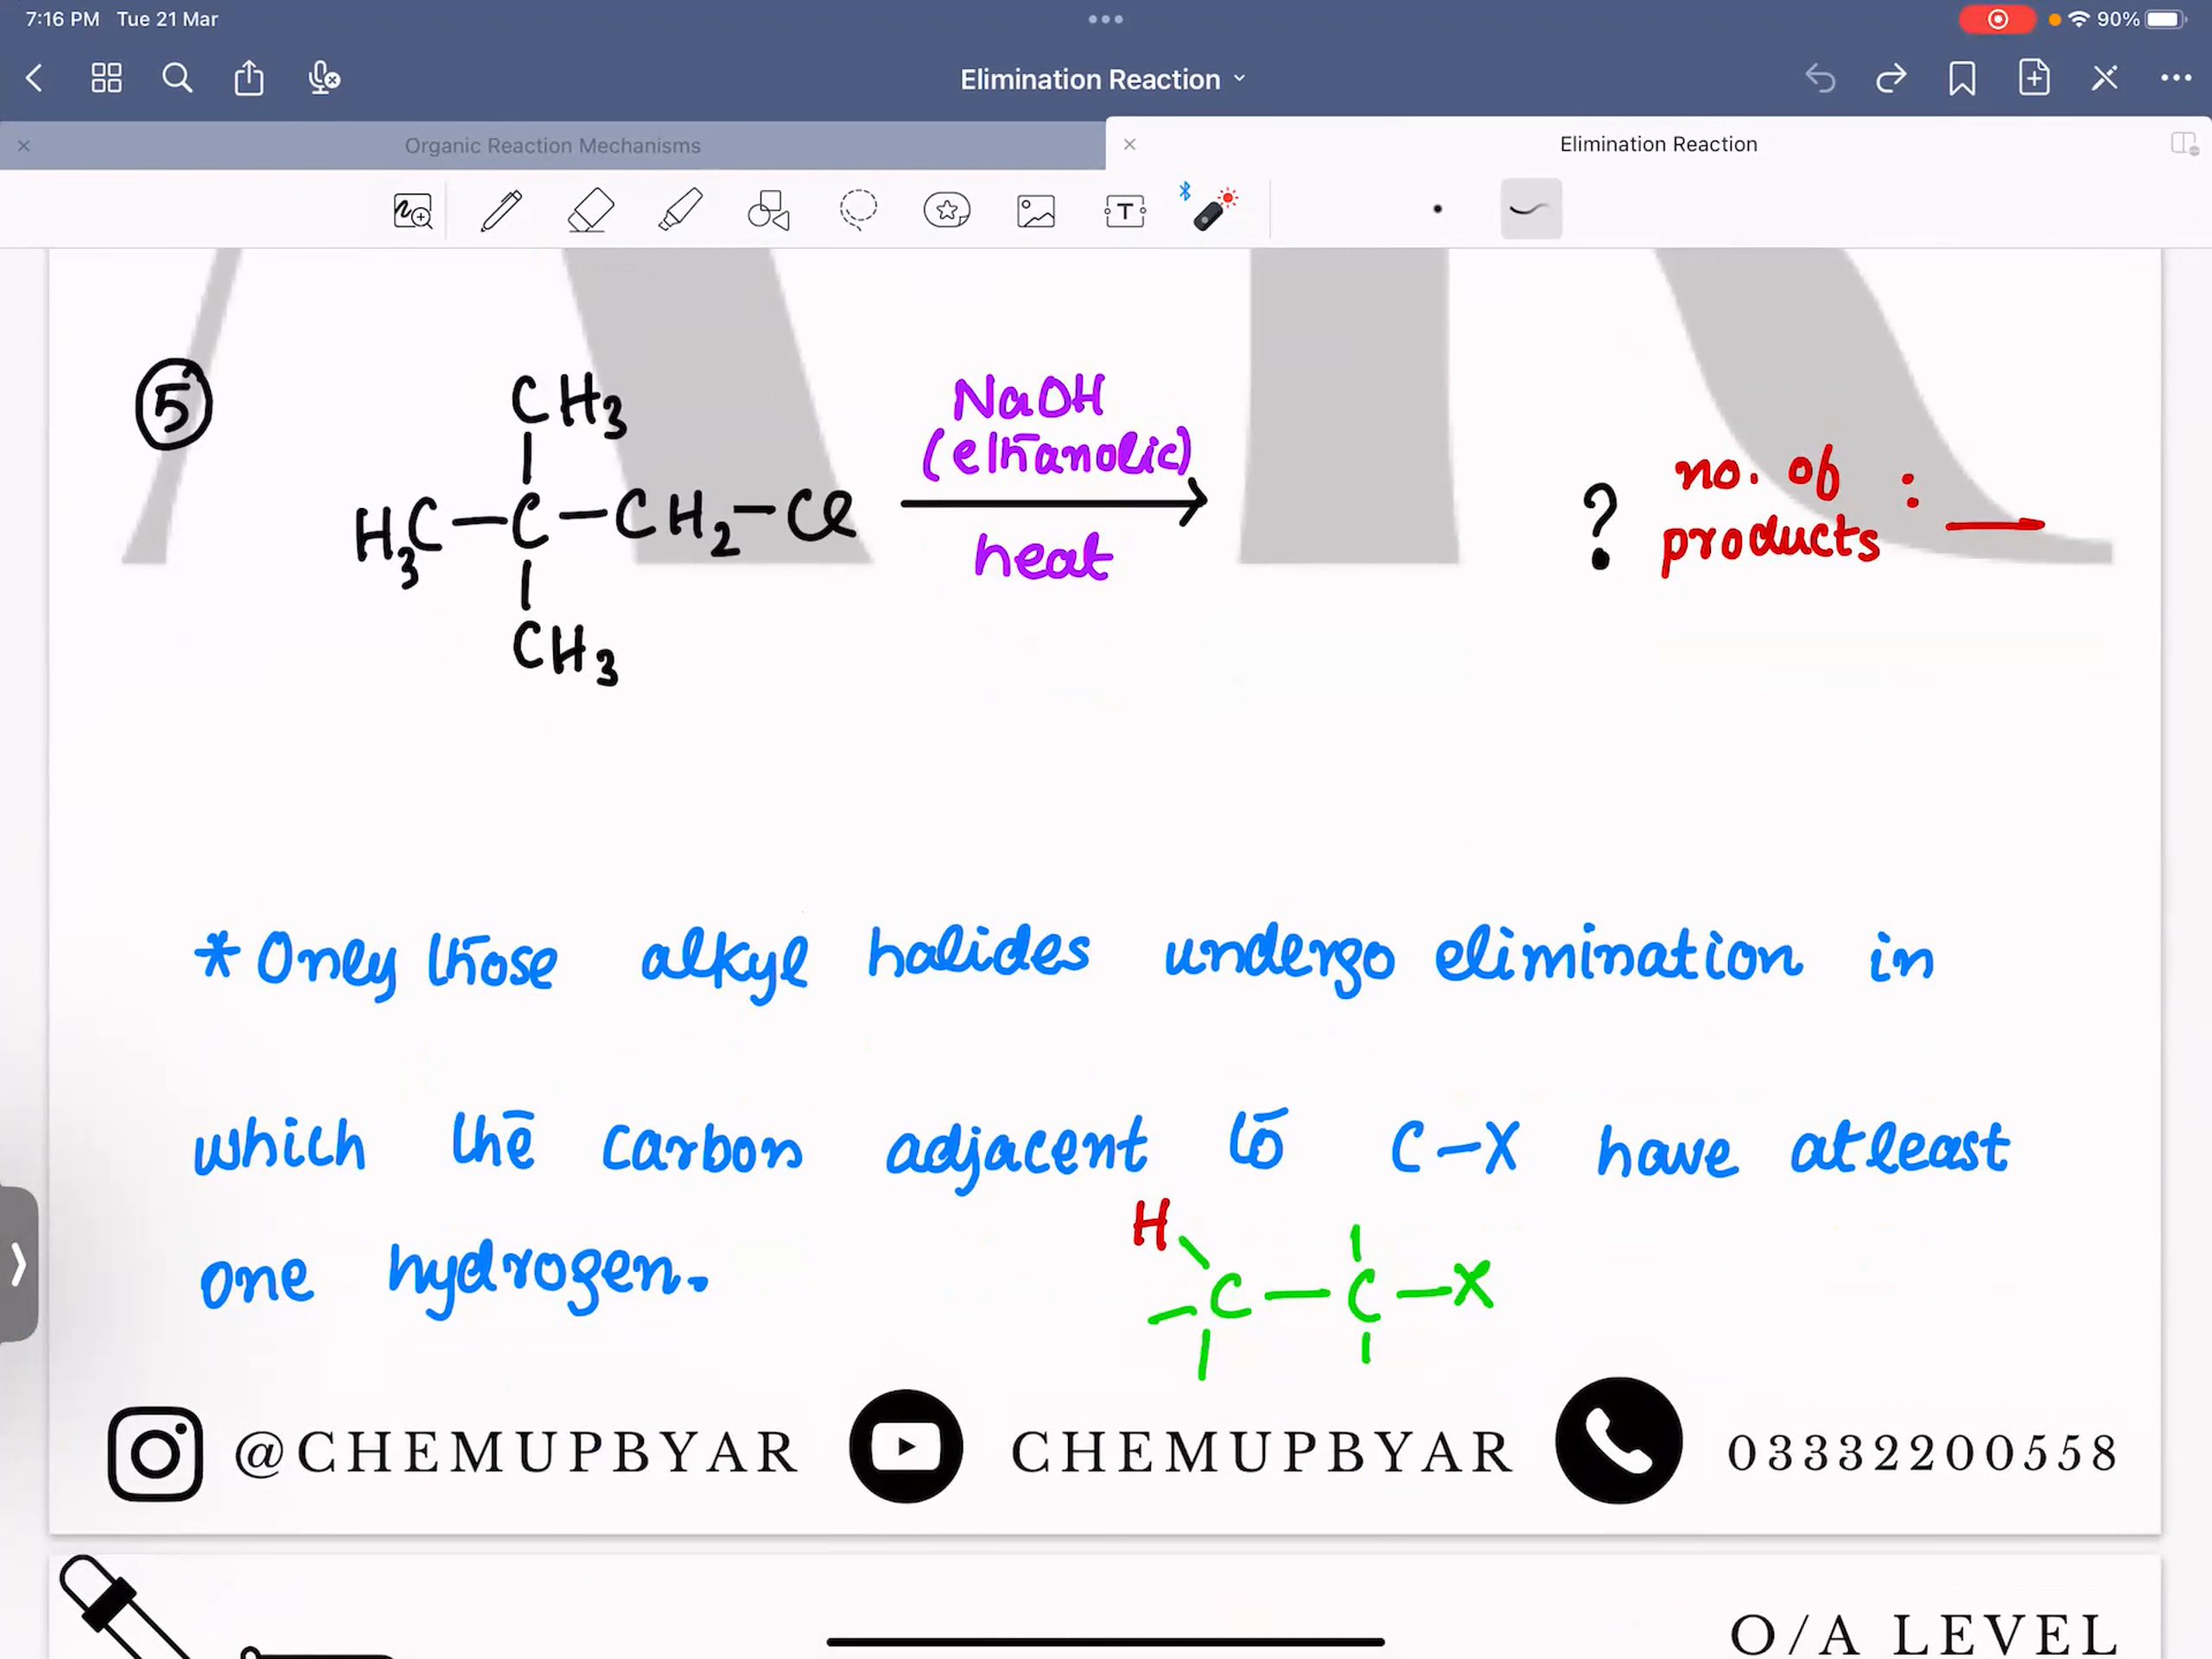 7:16 PM Tue 21 Mar
90%
Elimination Reaction
Organic Reaction Mechanisms
Elimination Reaction
T
5
CH3
NaOH
(ethanolic)
no. of :
H3C-C-CH2-Cl
? products
heat
CH3
*Only those alkyl halides undergo elimination in
which the carbon adjacent to C-X have atleast
H
one hydrogen.
C-C-X
@CHEMUPBYAR CHEMUPBYAR 03332200558
O/A LEVEL